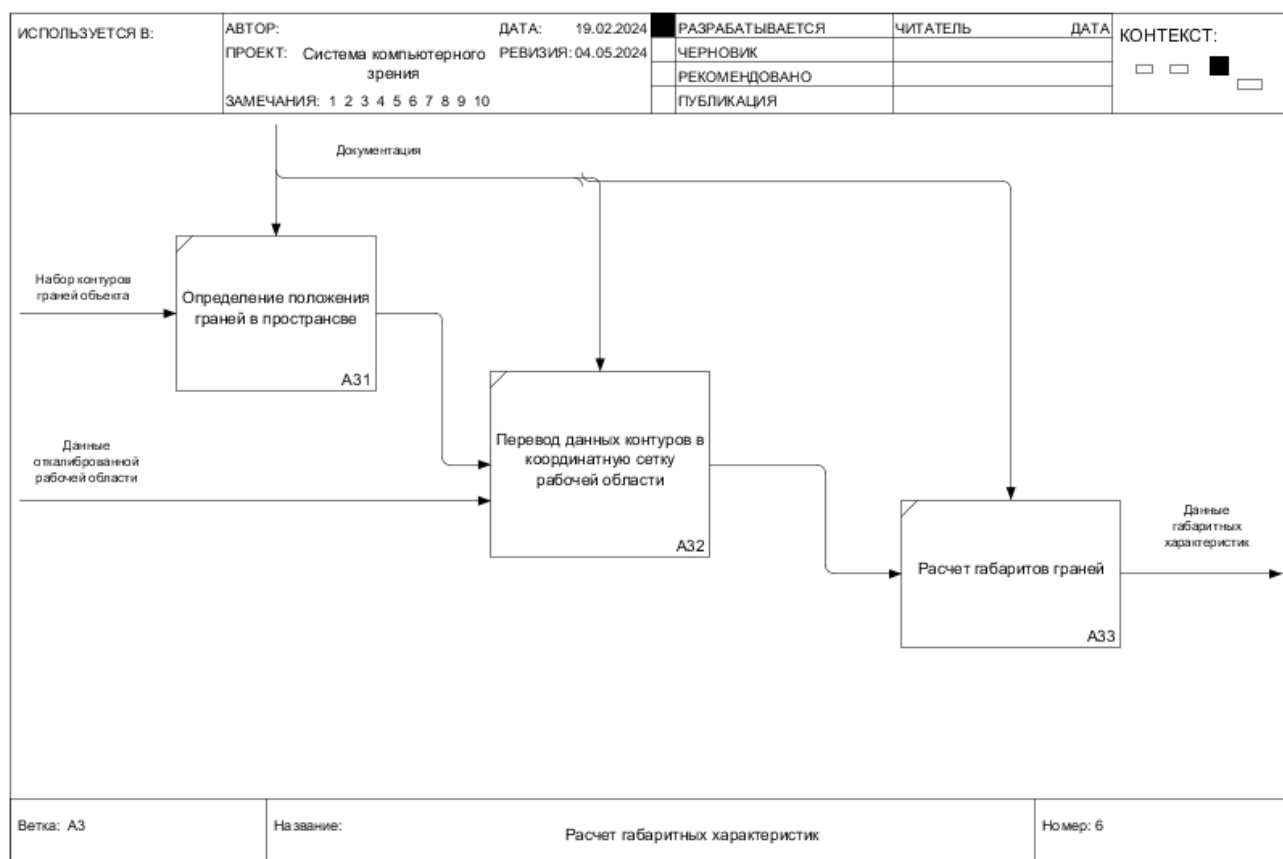 ИСПОЛЬЗУЕТСЯ В:
АВТОР:
ДАТА: 19.02.2024
ПРОЕКТ: Система компьютерного
зрения
РЕВИЗИЯ: 04.05.2024
ЗАМЕЧАНИЯ: 1 2 3 4 5 6 7 8 9 10
РАЗРАБАТЫВАЕТСЯ
ЧЕРНОВИК
РЕКОМЕНДОВАНО
ПУБЛИКАЦИЯ
ЧИТАТЕЛЬ
ДАТА
КОНТЕКСТ:
Документация
Набор контуров
граней объекта
Определение положения
граней в пространсве
A31
Данные
откалиброванной
рабочей области
Перевод данных контуров в
координатную сетку
рабочей области
A32
Расчет габаритов граней
A33
Данные
габаритных
характеристик
Ветка: A3
Название:
Расчет габаритных характеристик
Номер: 6